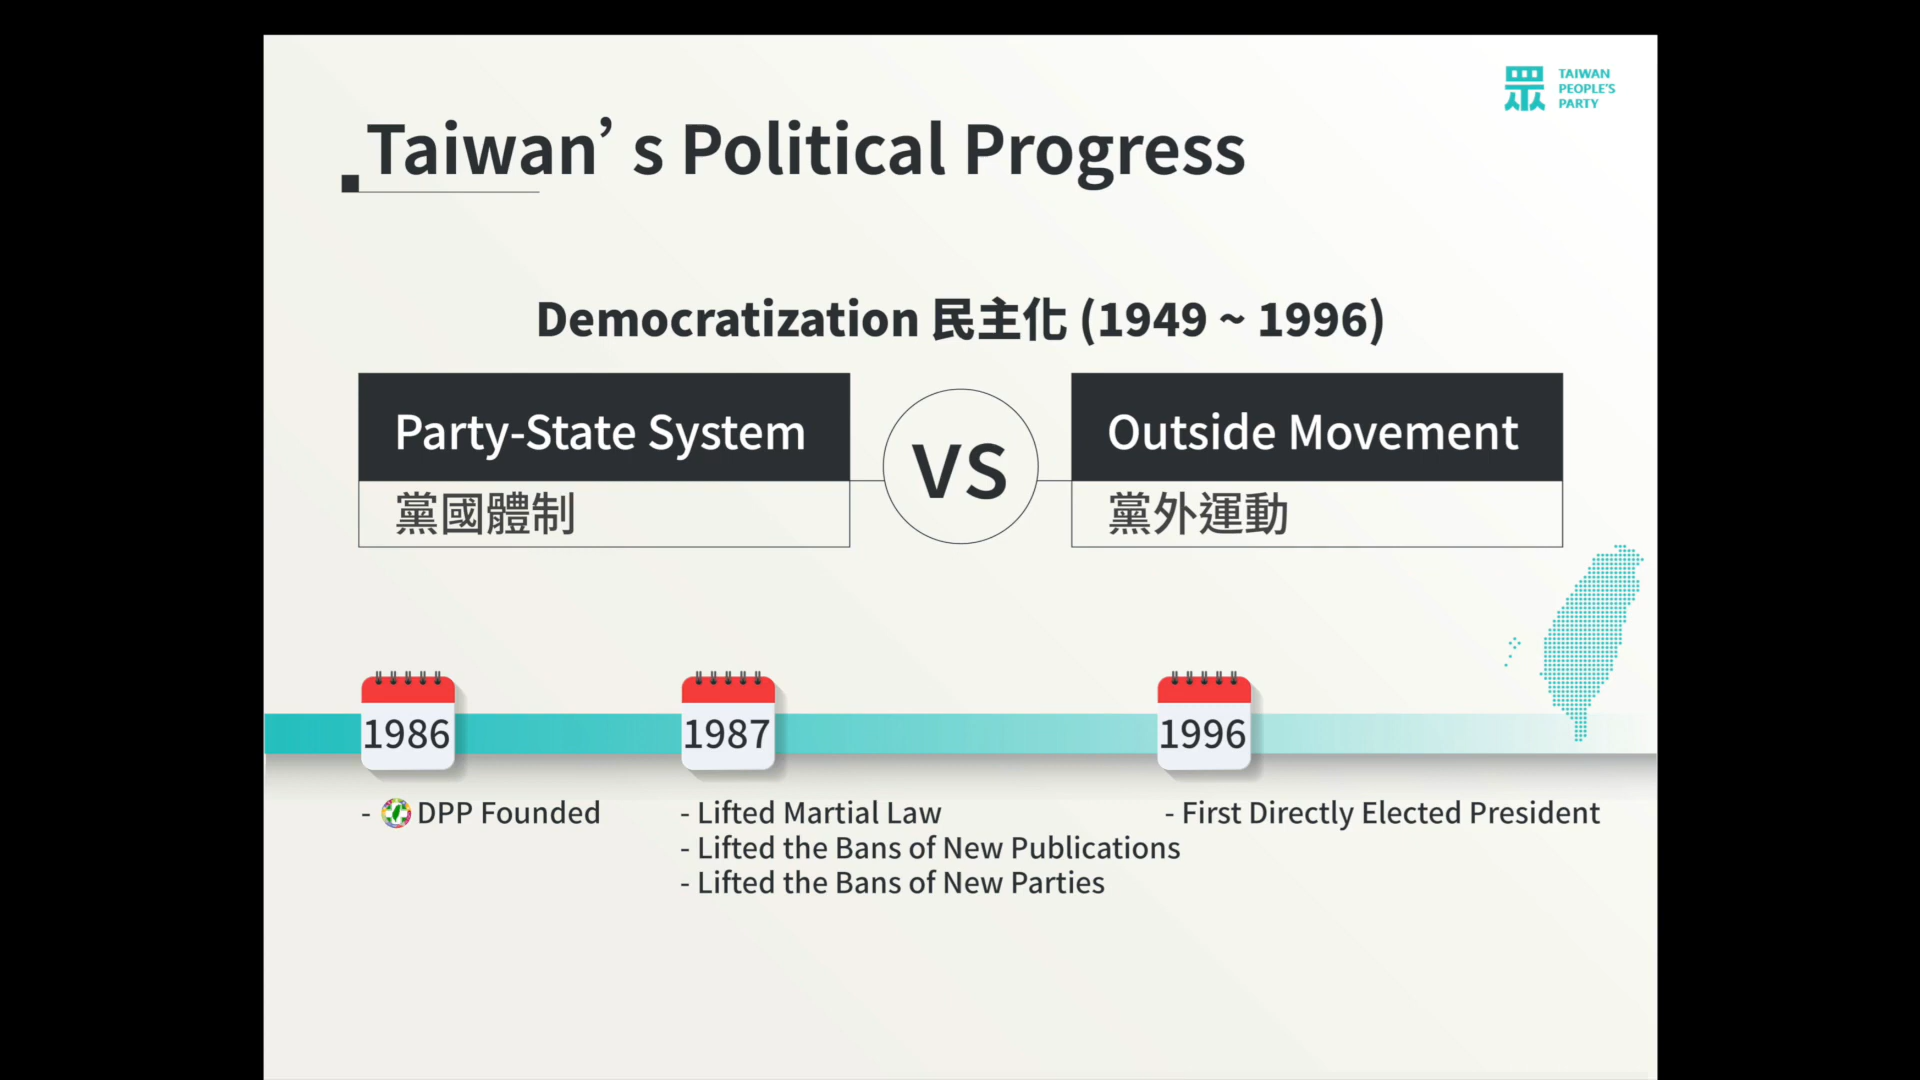 TAIWAN
PEOPLE'S
PARTY
眾
Taiwan’s Political Progress
Democratization 民主化 (1949 ~ 1996)
Party-State System
黨國體制
VS
Outside Movement
黨外運動
1986
1987
1996
- DPP Founded
- Lifted Martial Law
- Lifted the Bans of New Publications
- Lifted the Bans of New Parties
- First Directly Elected President